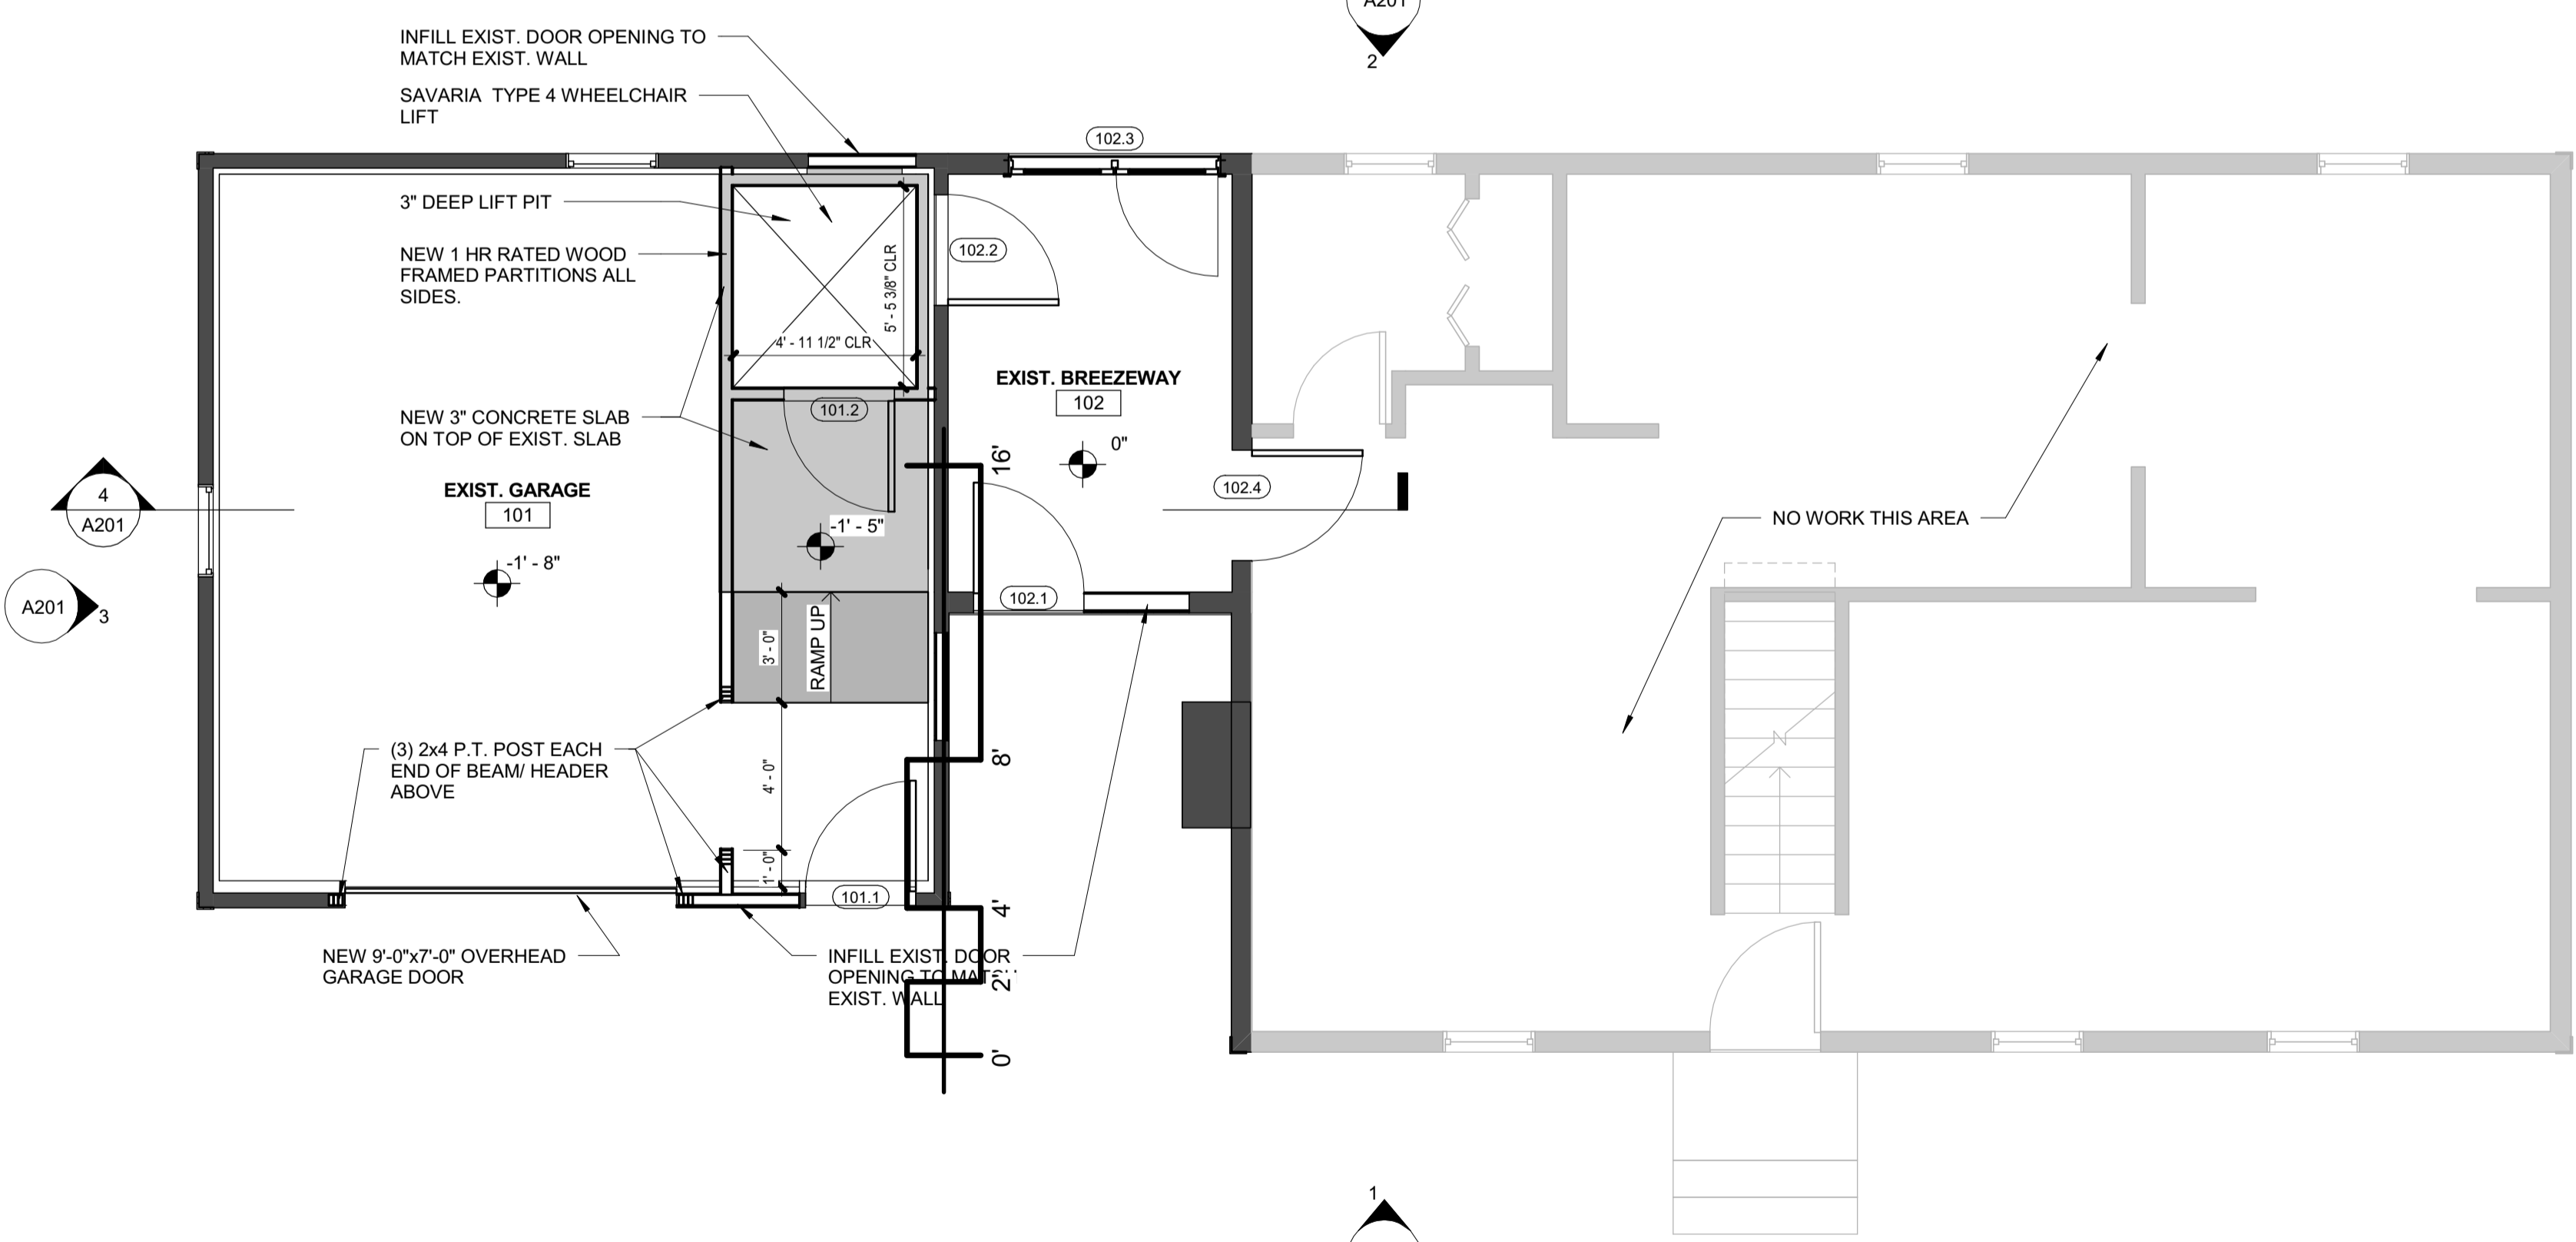 A201
2
INFILL EXIST. DOOR OPENING TO
MATCH EXIST. WALL
SAVARIA TYPE 4 WHEELCHAIR
LIFT
102.3
3" DEEP LIFT PIT
NEW 1 HR RATED WOOD
FRAMED PARTITIONS ALL
SIDES.
102.2
5' - 5 3/8" CLR
4' - 11 1/2" CLR
EXIST. BREEZEWAY
102
0"
NEW 3" CONCRETE SLAB
ON TOP OF EXIST. SLAB
101.2
16'
102.4
4
A201
EXIST. GARAGE
101
-1' - 8"
-1' - 5"
NO WORK THIS AREA
A201
3
102.1
3' - 0"
RAMP UP
(3) 2x4 P.T. POST EACH
END OF BEAM/ HEADER
ABOVE
8'
4' - 0"
1' - 0"
101.1
4'
NEW 9'-0"x7'-0" OVERHEAD
GARAGE DOOR
INFILL EXIST. DOOR
OPENING TO MATCH
EXIST. WALL
2'
0'
1